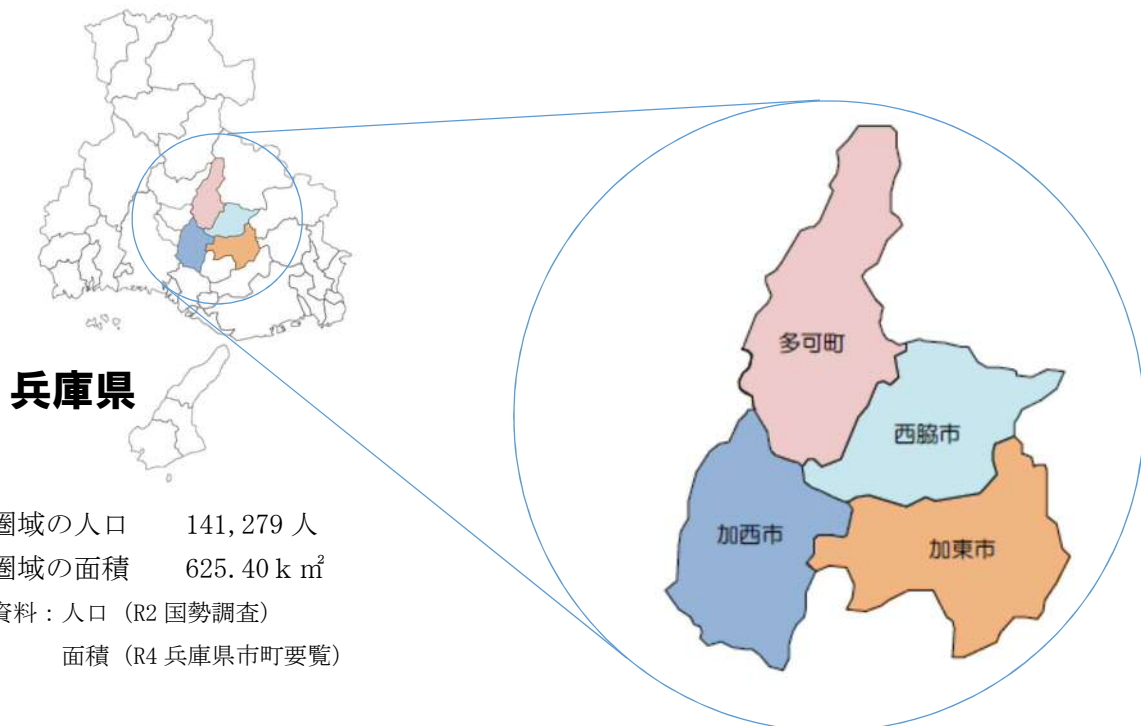 兵庫県
圏域の人口 141,279 人
圏域の面積 625.40ｋ㎡
資料：人口（R2 国勢調査）
面積（R4 兵庫県市町要覧）
多可町
西脇市
加西市
加東市